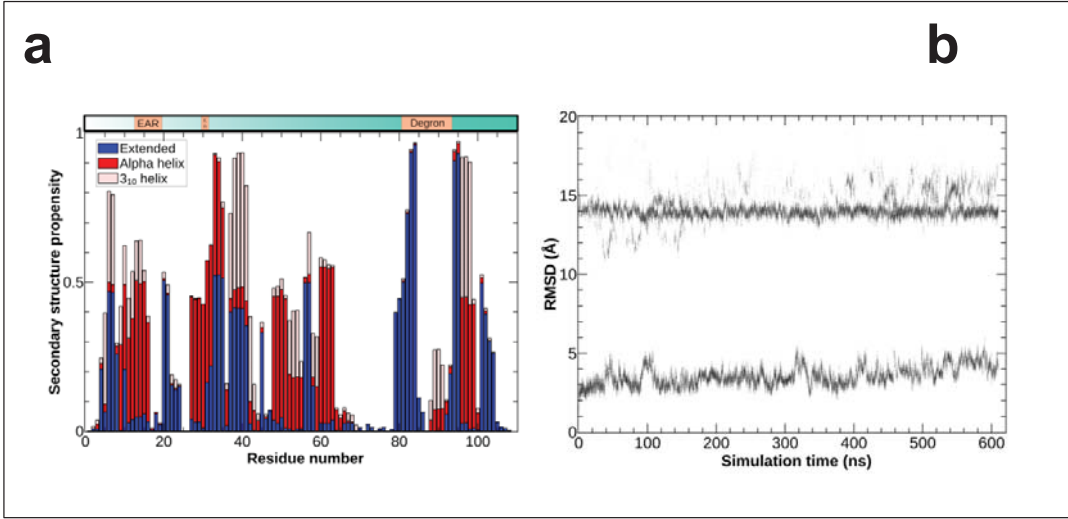 a
b
EAR
Degron
1
0.5
0
Extended
Alpha helix
3₁₀ helix
Secondary structure propensity
0 20 40 60 80 100
Residue number
20
15
10
5
0
RMSD (Å)
0 100 200 300 400 500 600
Simulation time (ns)